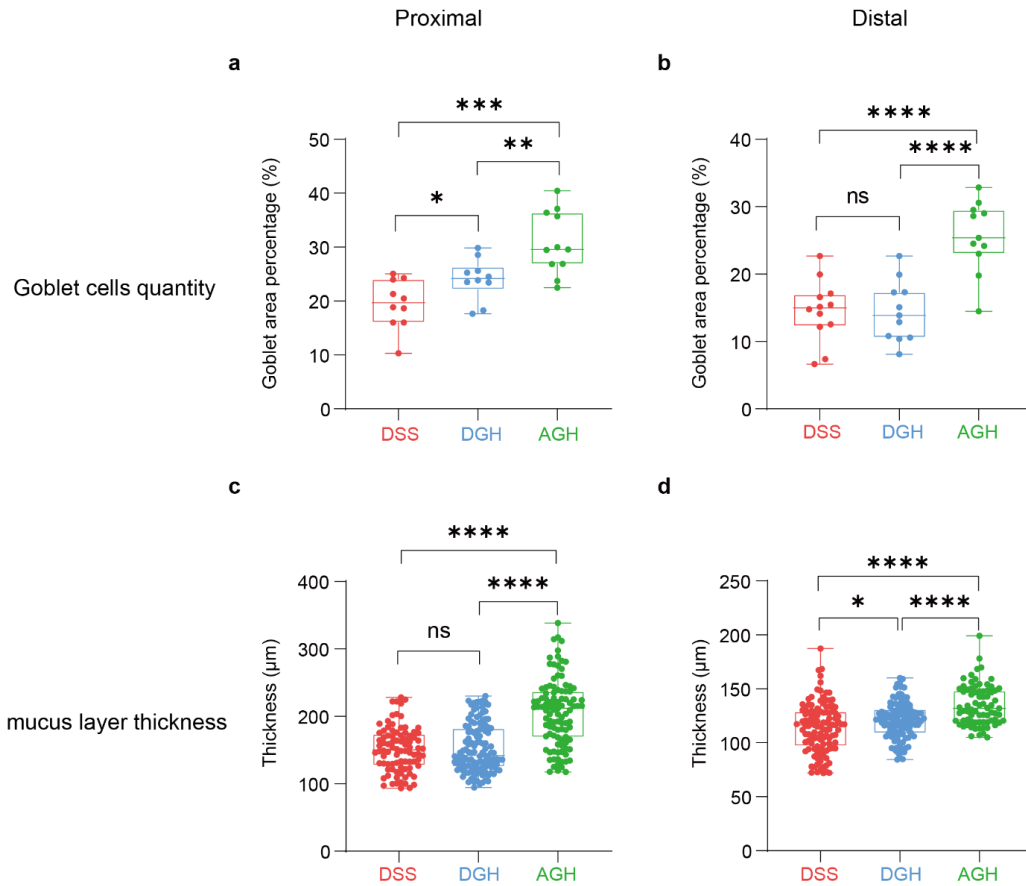 Proximal
Distal
a
b
***
**
*
50
40
30
20
10
0
Goblet area percentage (%)
DSS
DGH
AGH
****
****
ns
40
30
20
10
0
Goblet area percentage (%)
DSS
DGH
AGH
Goblet cells quantity
c
d
****
****
ns
400
300
200
100
0
Thickness (μm)
DSS
DGH
AGH
****
*
****
250
200
150
100
50
0
Thickness (μm)
DSS
DGH
AGH
mucus layer thickness